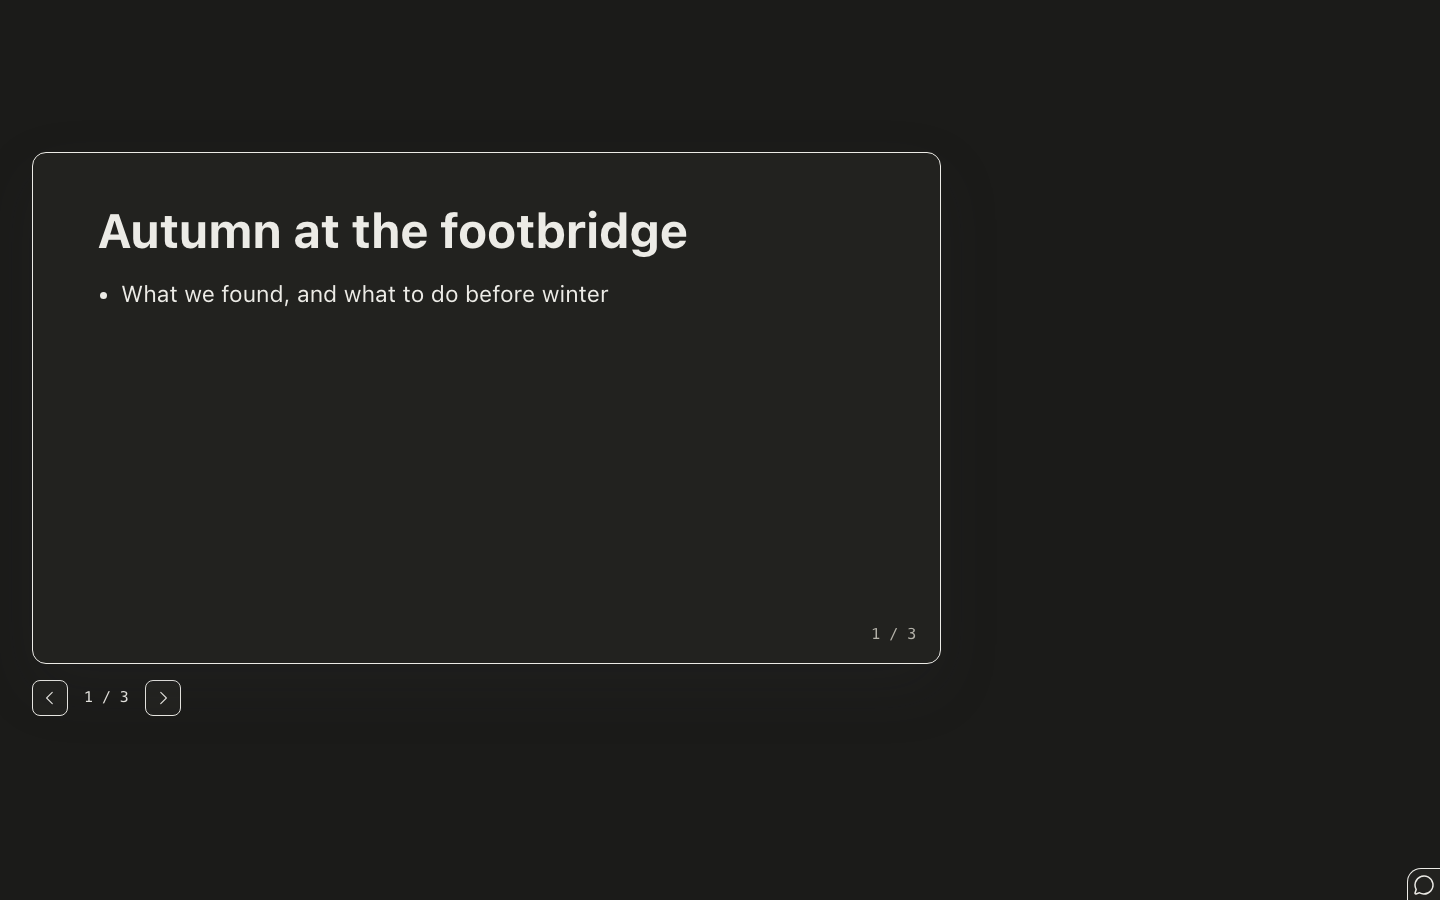 Autumn at the footbridge
• What we found, and what to do before winter
1 / 3
1 / 3